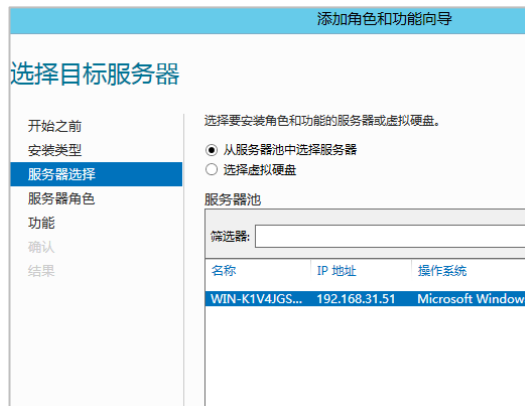 添加角色和功能向导
选择目标服务器
开始之前
安装类型
服务器选择
服务器角色
功能
确认
结果
选择要安装角色和功能的服务器或虚拟硬盘。
从服务器池中选择服务器
选择虚拟硬盘
服务器池
筛选器:
名称 IP 地址 操作系统
WIN-K1V4JGS... 192.168.31.51 Microsoft Window